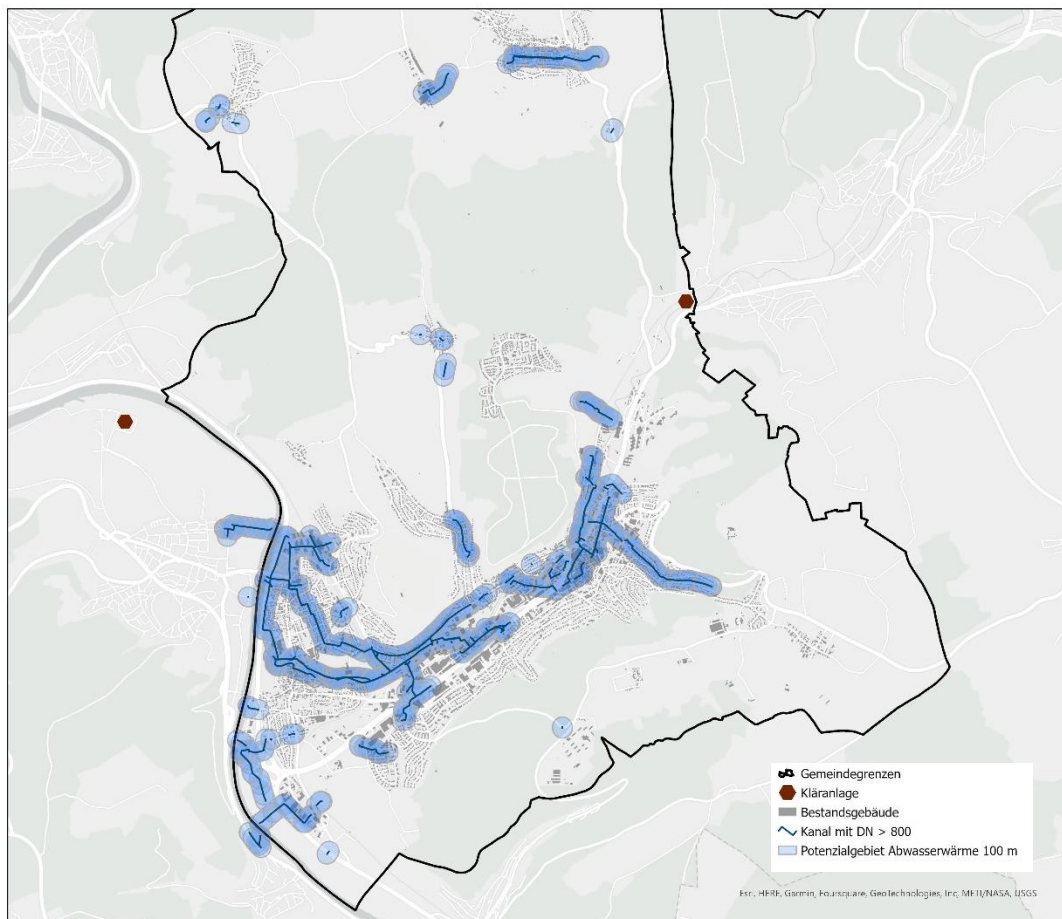 Gemeindegrenzen
Kläranlage
Bestandsgebäude
Kanal mit DN > 800
Potenzialgebiet Abwasserwärme 100 m
Esri, HERE, Garmin, Foursquare, GeoTechnologies, Inc, METI/NASA, USGS